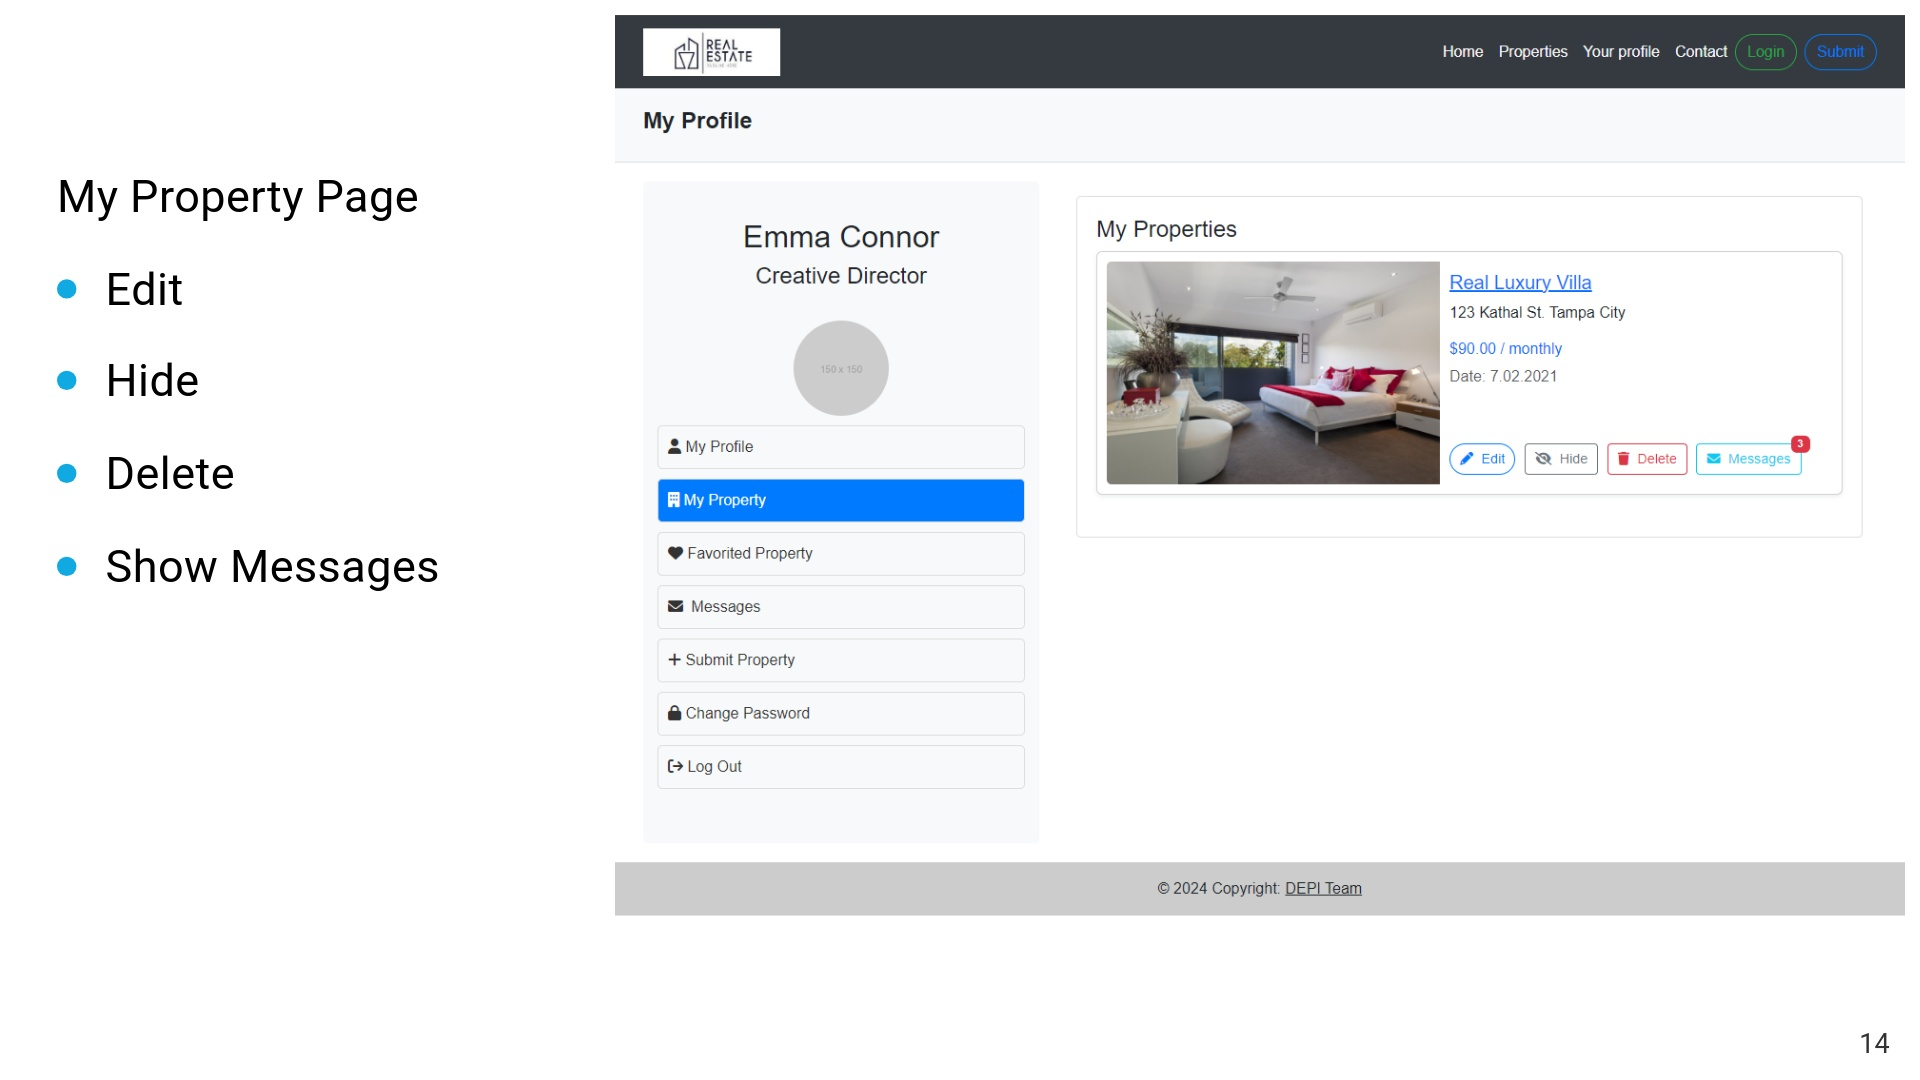 My Property Page
Edit
Hide
Delete
Show Messages
REAL
ESTATE
Home Properties Your profile Contact Login Submit
My Profile
Emma Connor
Creative Director
150 x 150
My Profile
My Property
Favorited Property
Messages
Submit Property
Change Password
Log Out
My Properties
Real Luxury Villa
123 Kathal St. Tampa City
$90.00 / monthly
Date: 7.02.2021
Edit Hide Delete Messages 3
© 2024 Copyright: DEPI Team
14